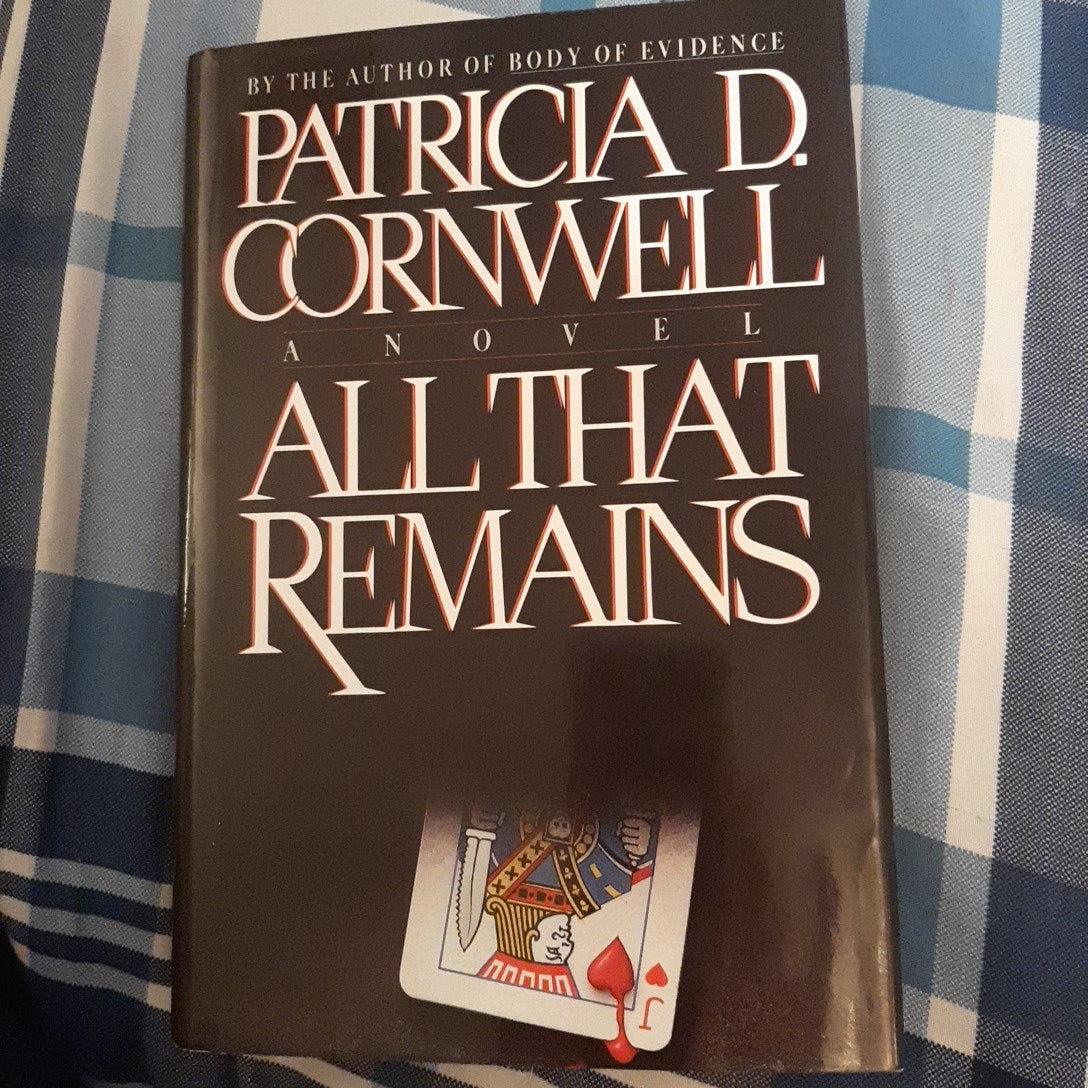 BY THE AUTHOR OF BODY OF EVIDENCE
PATRICIA D.
CORNWELL
A NOVEL
ALL THAT
REMAINS
J